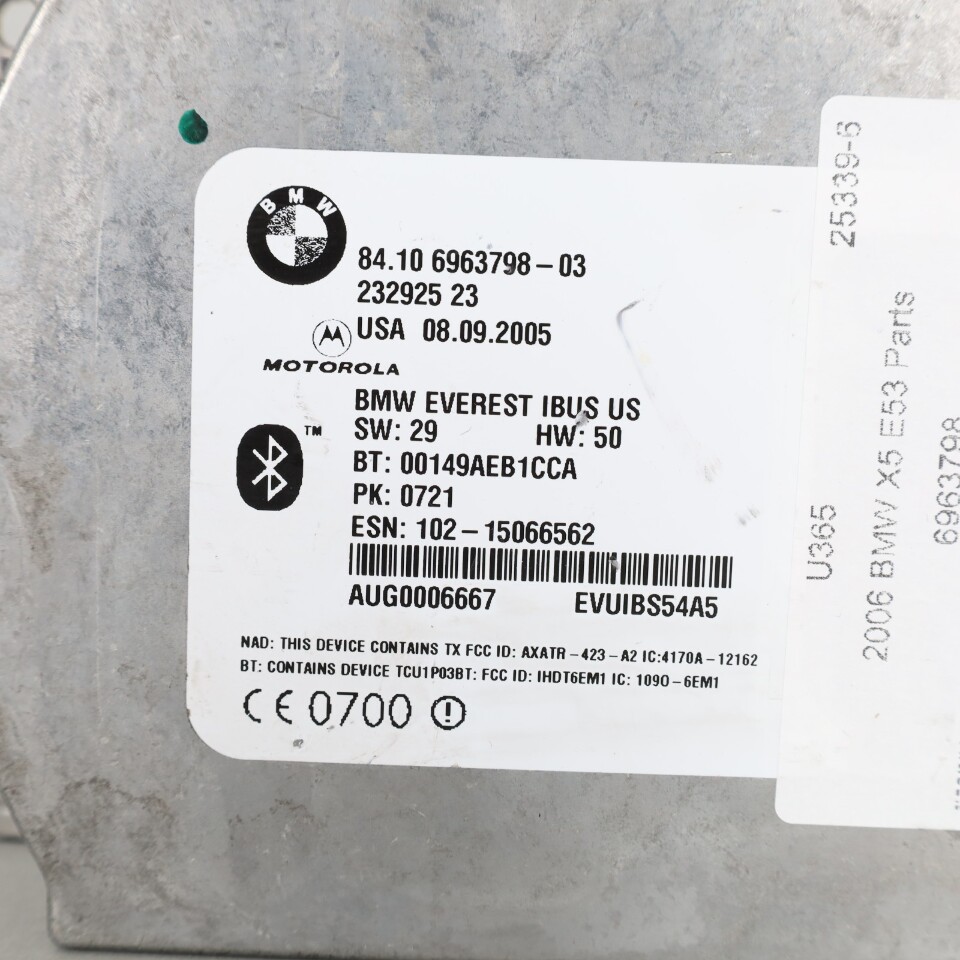 BMW
84.10 6963798-03
232925 23
USA 08.09.2005
MOTOROLA
BMW EVEREST IBUS US
SW: 29 HW: 50
TM
BT: 00149AEB1CCA
PK: 0721
ESN: 102-15066562
AUG0006667 EVUIBS54A5
NAD: THIS DEVICE CONTAINS TX FCC ID: AXATR-423-A2 IC:4170A-12162
BT: CONTAINS DEVICE TCU1P03BT: FCC ID: IHDT6EM1 IC: 1090-6EM1
CE 0700
25339-6
U365
2006 BMW X5 E53 Parts
6963798